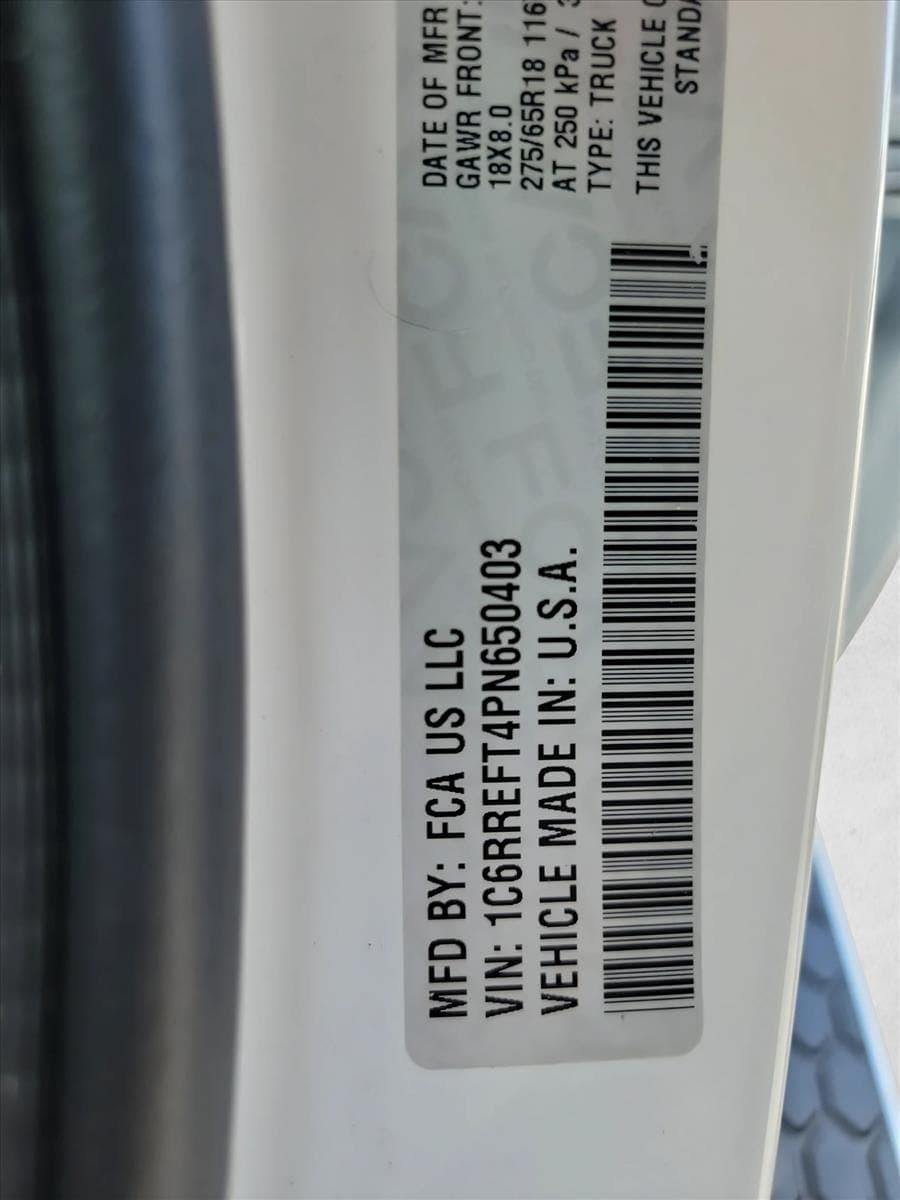 MFD BY: FCA US LLC
VIN: 1C6RREFT4PN650403
VEHICLE MADE IN: U.S.A.
DATE OF MFR
GAWR FRONT:
18X8.0
275/65R18 116
AT 250 kPa /
TYPE: TRUCK
THIS VEHICLE